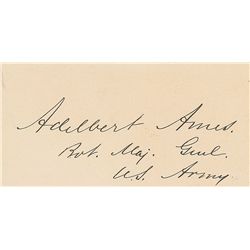 Adelbert Ames.
Bvt. Maj. Genl.
U.S. Army